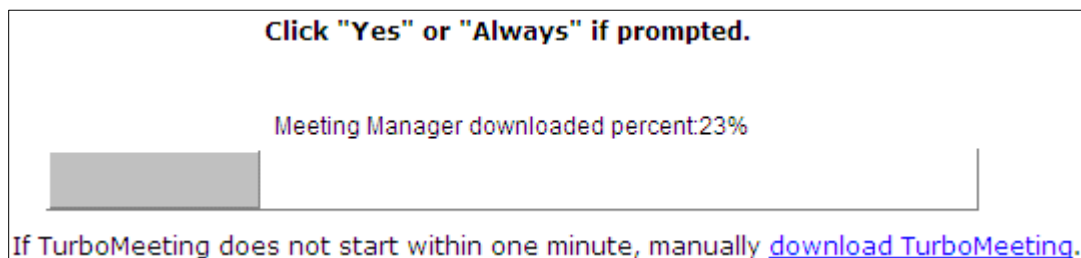 Click "Yes" or "Always" if prompted.
Meeting Manager downloaded percent:23%
If TurboMeeting does not start within one minute, manually download TurboMeeting.